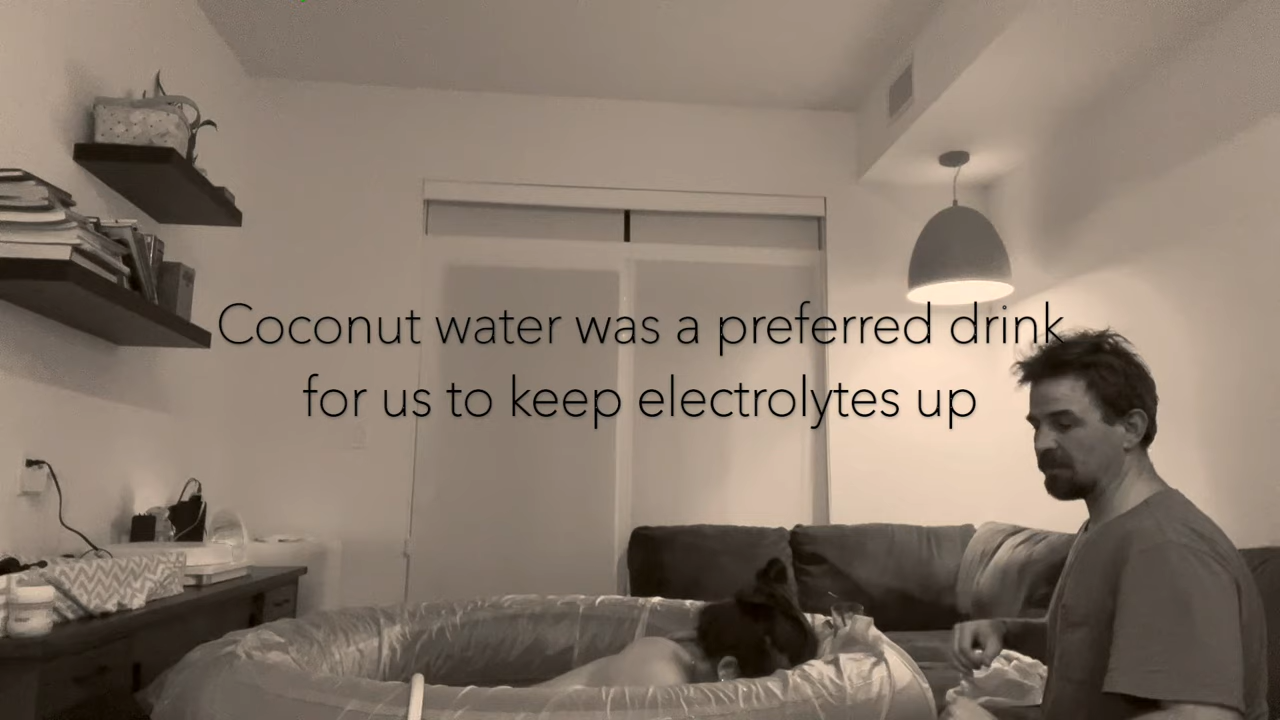 Coconut water was a preferred drink
for us to keep electrolytes up